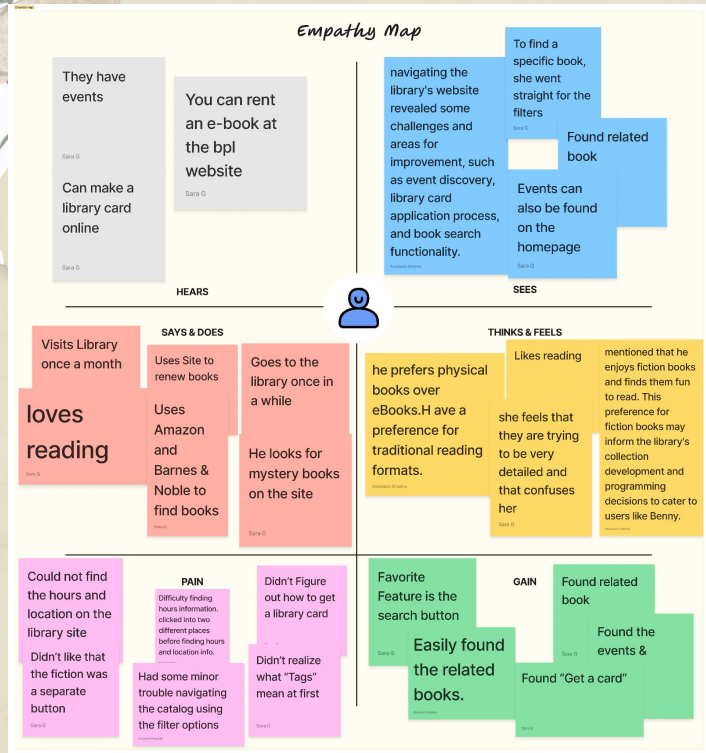 Empathy Map
They have
events
Sara G
Can make a
library card
online
Sara G
You can rent
an e-book at
the bpl
website
Sara G
HEARS
navigating the
library's website
revealed some
challenges and
areas for
improvement, such
as event discovery,
library card
application process,
and book search
functionality.
To find a
specific book,
she went
straight for the
filters
Sara G
Found related
book
Events can
also be found
on the
homepage
Sara G
SEES
SAYS & DOES
Visits Library
once a month
loves
reading
Sara G
Uses Site to
renew books
Uses
Amazon
and
Barnes &
Noble to
find books
Sara G
Goes to the
library once in
a while
He looks for
mystery books
on the site
Sara G
THINKS & FEELS
he prefers physical
books over
eBooks.H ave a
preference for
traditional reading
formats.
Likes reading
she feels that
they are trying
to be very
detailed and
that confuses
her
Sara G
mentioned that he
enjoys fiction books
and finds them fun
to read. This
preference for
fiction books may
inform the library's
collection
development and
programming
decisions to cater to
users like Benny.
PAIN
Could not find
the hours and
location on the
library site
Didn't like that
the fiction was
a separate
button
Sara G
Difficulty finding
hours information.
clicked into two
different places
before finding hours
and location info.
Had some minor
trouble navigating
the catalog using
the filter options
Didn't Figure
out how to get
a library card
Didn't realize
what "Tags"
mean at first
Sara G
GAIN
Favorite
Feature is the
search button
Sara G
Easily found
the related
books.
Found related
book
Sara G
Found the
events &
Found "Get a card"
Sara G